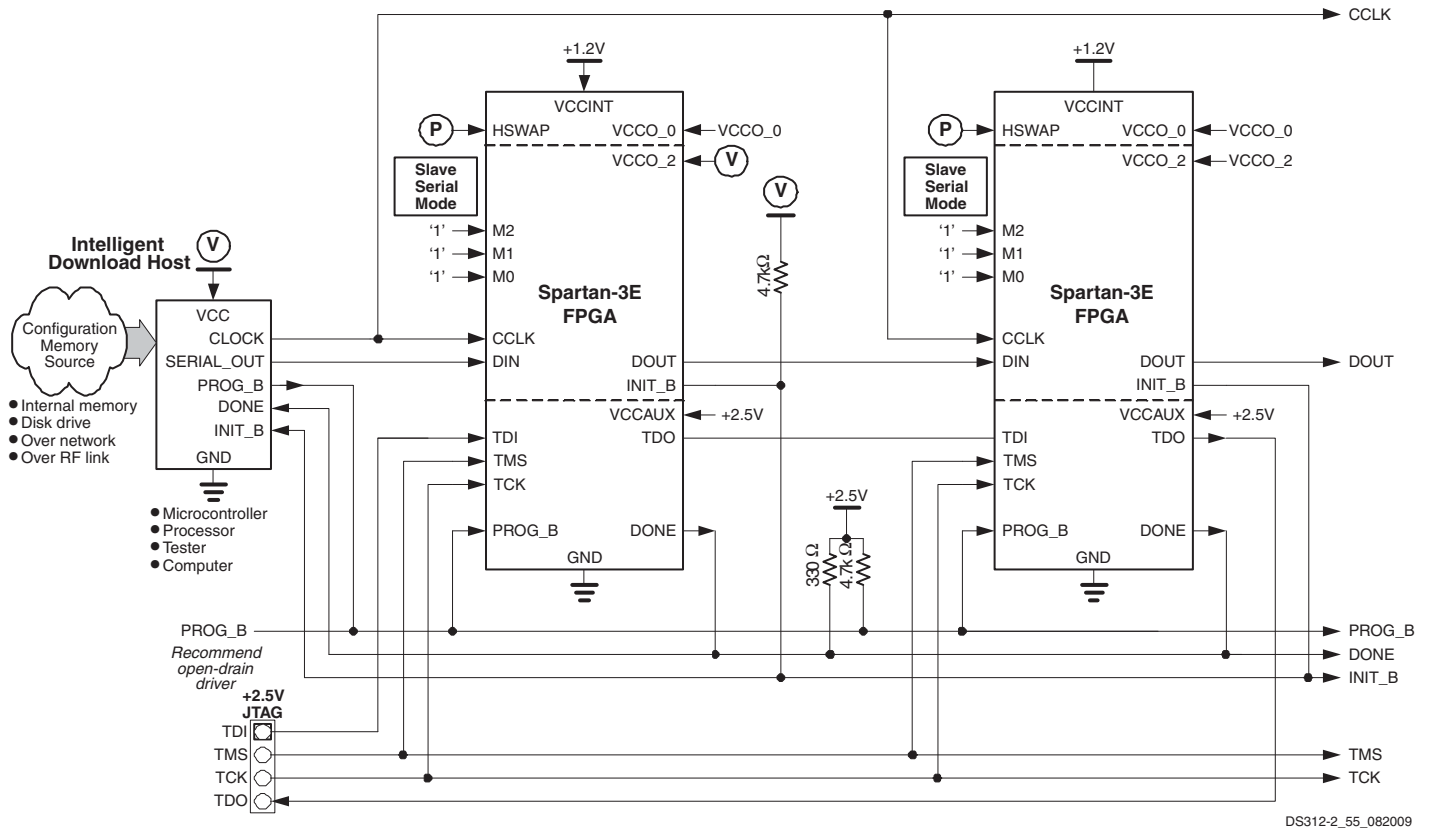 CCLK
+1.2V
+1.2V
VCCINT
VCCINT
P
HSWAP
VCCO_0
VCCO_0
P
HSWAP
VCCO_0
VCCO_0
VCCO_2
V
VCCO_2
VCCO_2
Slave
Serial
Mode
V
Slave
Serial
Mode
'1'
M2
'1'
M2
'1'
M1
'1'
M1
'1'
M0
'1'
M0
Intelligent
Download Host
V
4.7kΩ
Spartan-3E
FPGA
Spartan-3E
FPGA
VCC
Configuration
Memory
Source
CLOCK
CCLK
CCLK
SERIAL_OUT
DIN
DOUT
DIN
DOUT
DOUT
PROG_B
INIT_B
INIT_B
DONE
INIT_B
GND
● Internal memory
● Disk drive
● Over network
● Over RF link
VCCAUX
+2.5V
VCCAUX
+2.5V
TDI
TDO
TDI
TDO
TMS
TMS
TCK
TCK
● Microcontroller
● Processor
● Tester
● Computer
+2.5V
PROG_B
DONE
PROG_B
DONE
330 Ω
4.7k Ω
GND
GND
PROG_B
PROG_B
Recommend
open-drain
driver
DONE
INIT_B
+2.5V
JTAG
TDI
TMS
TMS
TCK
TCK
TDO
DS312-2_55_082009